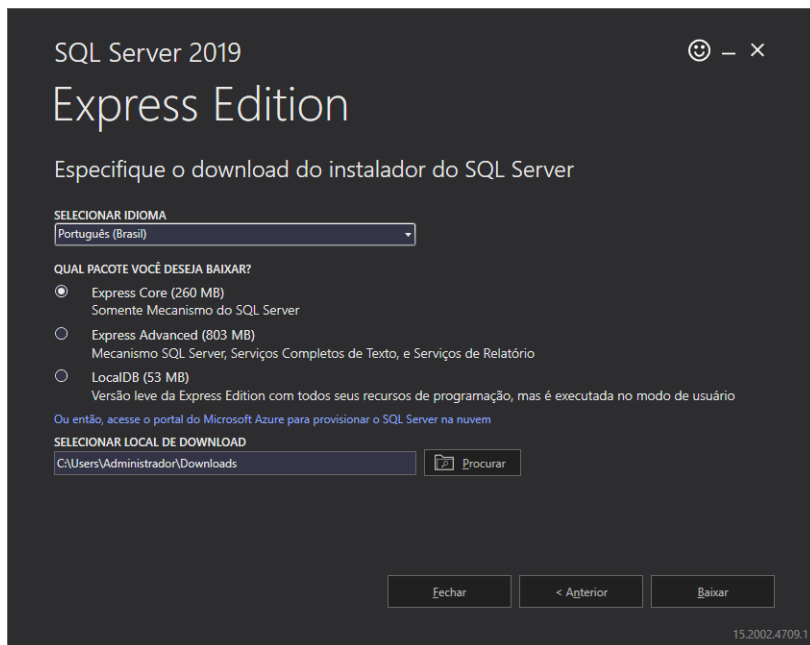 SQL Server 2019
Express Edition
Especifique o download do instalador do SQL Server
SELECIONAR IDIOMA
Português (Brasil)
QUAL PACOTE VOCÊ DESEJA BAIXAR?
Express Core (260 MB)
Somente Mecanismo do SQL Server
Express Advanced (803 MB)
Mecanismo SQL Server, Serviços Completos de Texto, e Serviços de Relatório
LocalDB (53 MB)
Versão leve da Express Edition com todos seus recursos de programação, mas é executada no modo de usuário
Ou então, acesse o portal do Microsoft Azure para provisionar o SQL Server na nuvem
SELECIONAR LOCAL DE DOWNLOAD
C:\Users\Administrador\Downloads
Procurar
Fechar
< Anterior
Baixar
15.2002.4709.1